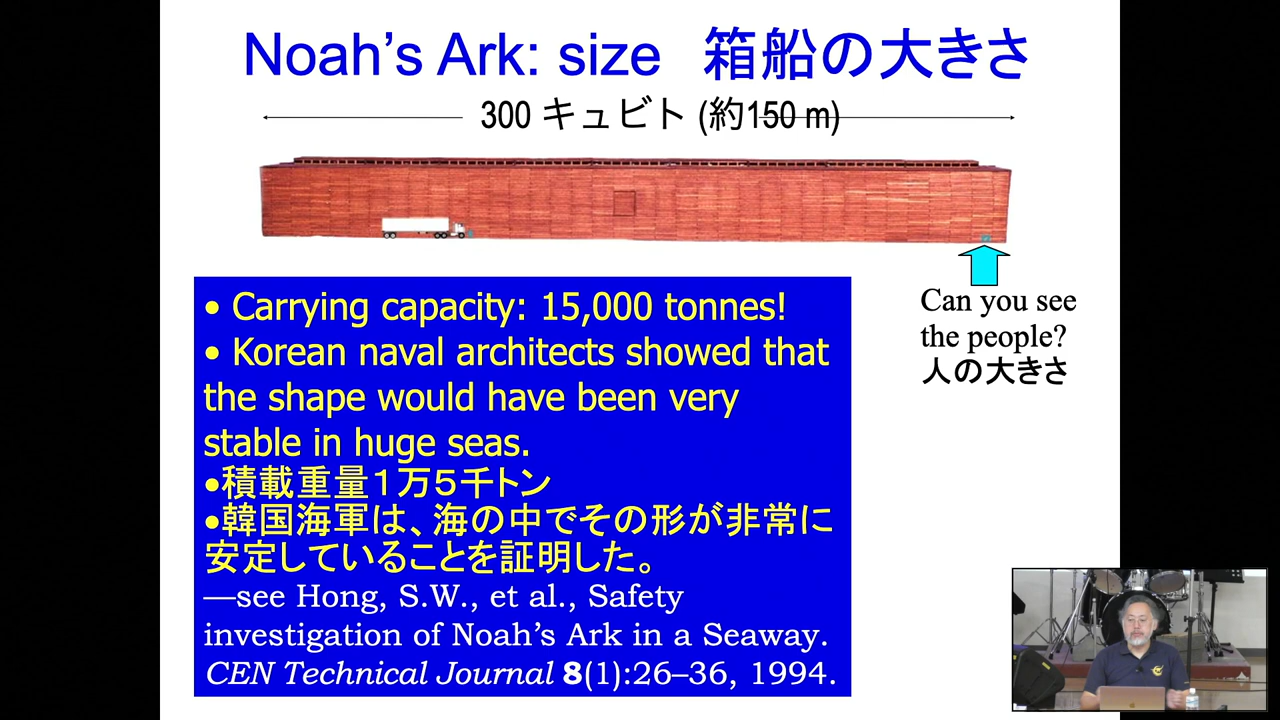 Noah's Ark: size 箱船の大きさ
300 キュビト (約150 m)
Can you see
the people?
人の大きさ
• Carrying capacity: 15,000 tonnes!
• Korean naval architects showed that
the shape would have been very
stable in huge seas.
•積載重量１万５千トン
•韓国海軍は、海の中でその形が非常に
安定していることを証明した。
—see Hong, S.W., et al., Safety
investigation of Noah's Ark in a Seaway.
CEN Technical Journal 8(1):26–36, 1994.